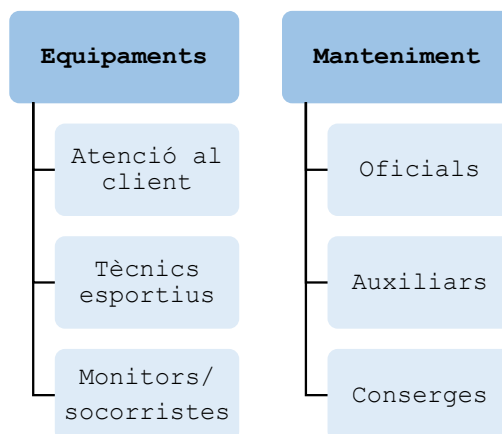 Equipaments
Atenció al
client
Tècnics
esportius
Monitors/
socorristes
Manteniment
Oficials
Auxiliars
Conserges